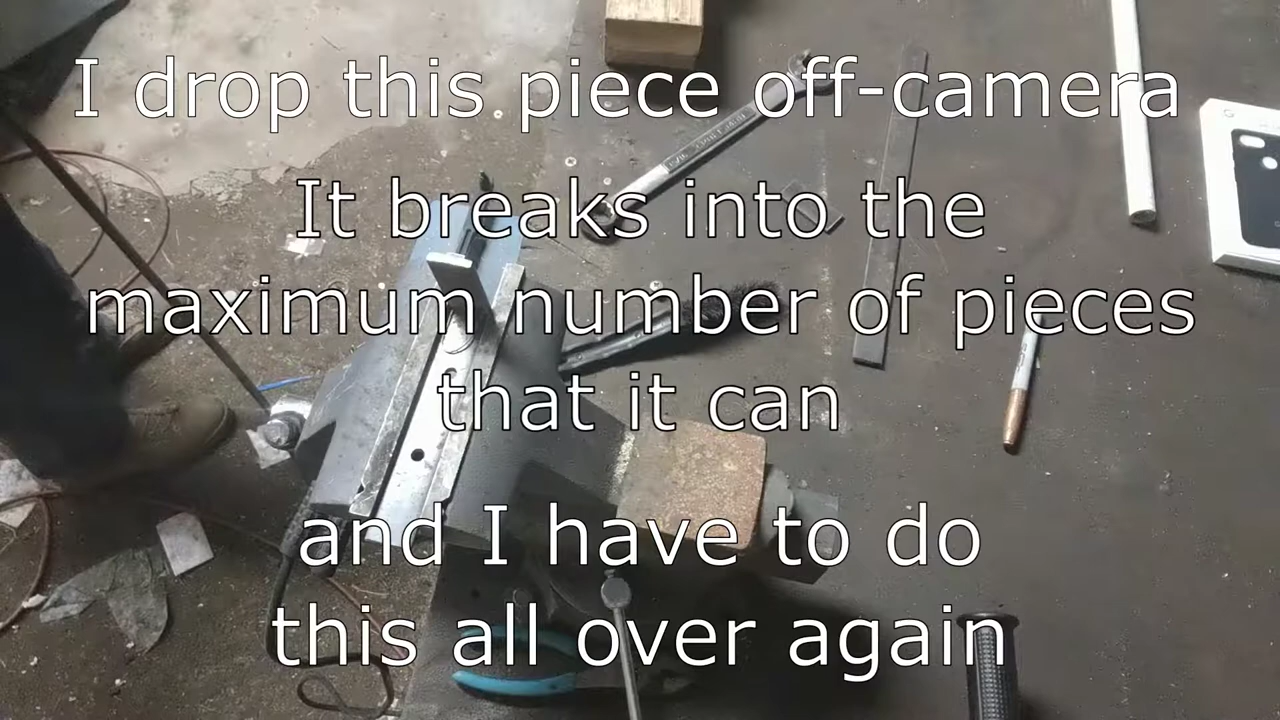 I drop this piece off-camera
It breaks into the
maximum number of pieces
that it can
and I have to do
this all over again